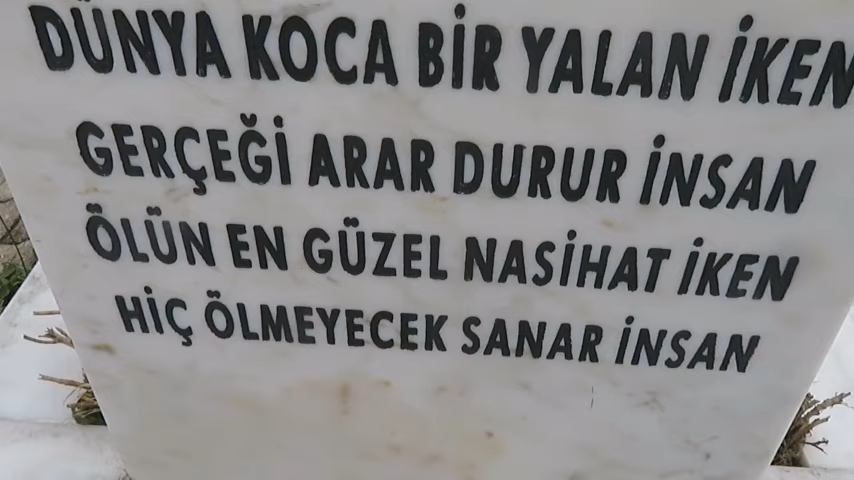 DÜNYA KOCA BİR YALAN İKEN
GERÇEĞİ ARAR DURUR İNSAN
ÖLÜN EN GÜZEL NASİHAT İKEN
HİÇ ÖLMEYECEK SANAR İNSAN